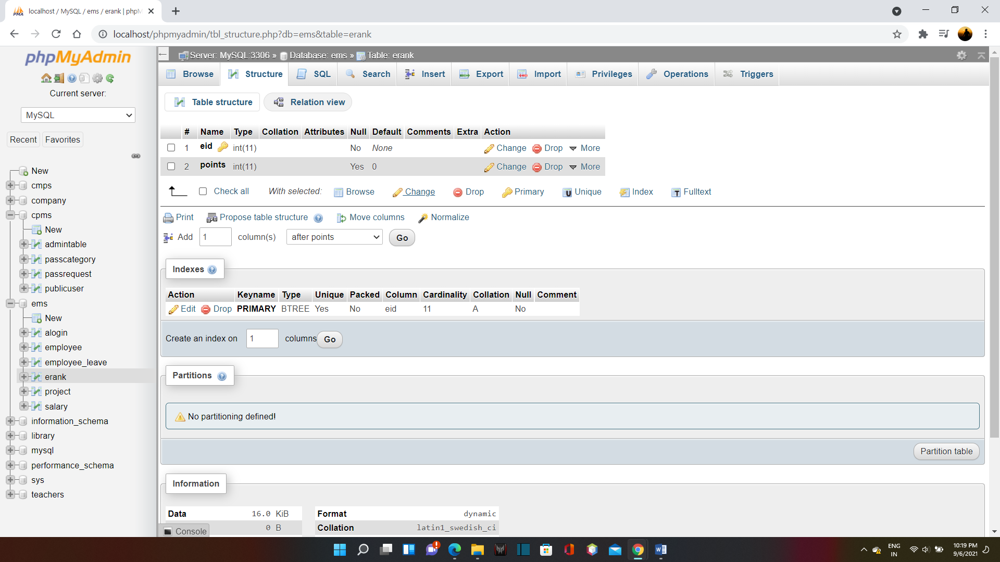 localhost / MySQL / ems / erank | phpM
localhost/phpmyadmin/tbl_structure.php?db=ems&table=erank
phpMyAdmin
Current server:
MySQL
Recent Favorites
New
cmps
company
cpms
New
admintable
passcategory
passrequest
publicuser
ems
New
alogin
employee
employee_leave
erank
project
salary
information_schema
library
mysql
performance_schema
sys
teachers
Server: MySQL:3306 » Database: ems » Table: erank
Browse Structure SQL Search Insert Export Import Privileges Operations Triggers
Table structure Relation view
# Name Type Collation Attributes Null Default Comments Extra Action
1 eid int(11) No None Change Drop More
2 points int(11) Yes 0 Change Drop More
Check all With selected: Browse Change Drop Primary Unique Index Fulltext
Print Propose table structure Move columns Normalize
Add 1 column(s) after points Go
Indexes
Action Keyname Type Unique Packed Column Cardinality Collation Null Comment
Edit Drop PRIMARY BTREE Yes No eid 11 A No
Create an index on 1 columns Go
Partitions
No partitioning defined!
Partition table
Information
Data 16.0 KiB Format dynamic
0 B Collation latin1_swedish_ci
Console
ENG
IN
10:19 PM
9/6/2021